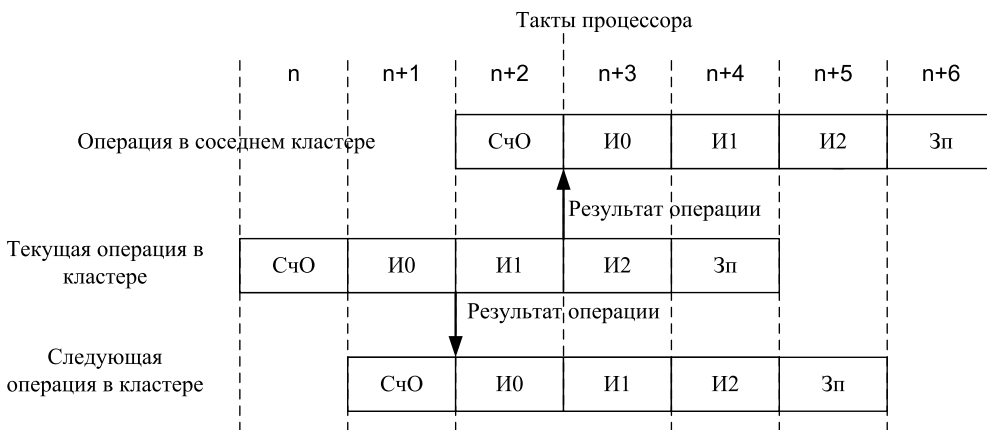 Такты процессора
n n+1 n+2 n+3 n+4 n+5 n+6
Операция в соседнем кластере
СчО И0 И1 И2 Зп
Результат операции
Текущая операция в
кластере
СчО И0 И1 И2 Зп
Результат операции
Следующая
операция в кластере
СчО И0 И1 И2 Зп